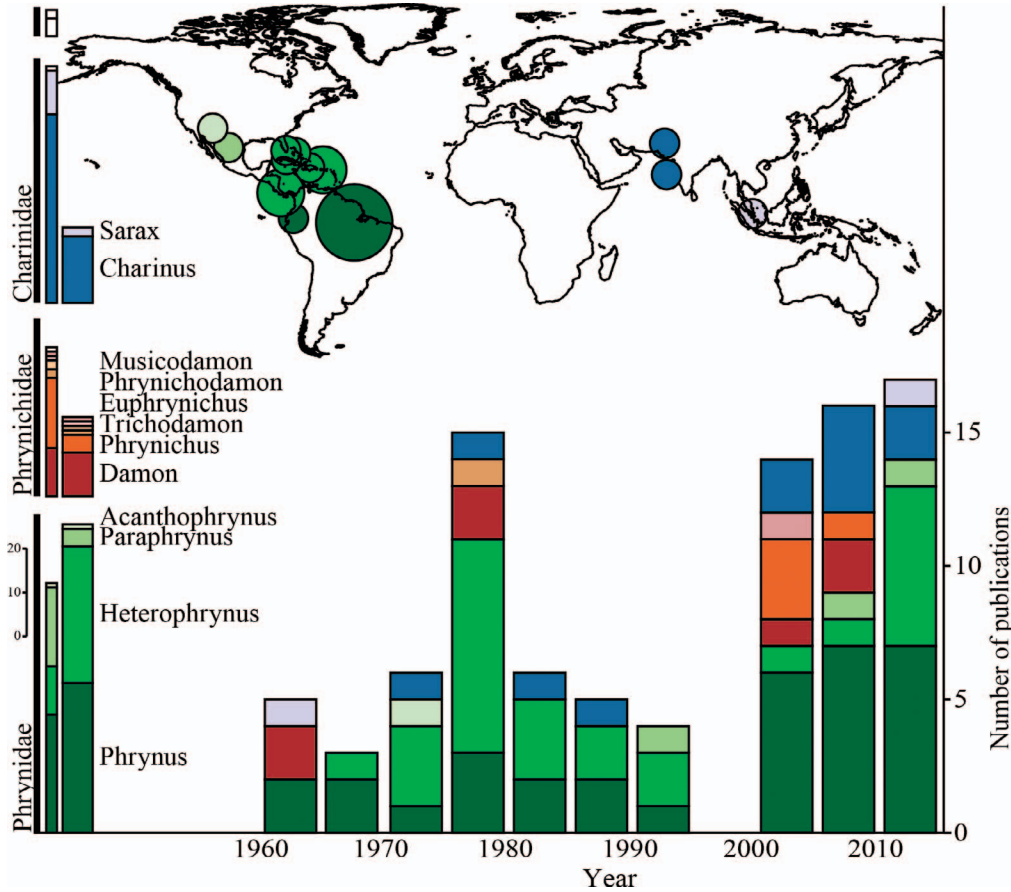 Charinidae
Sarax
Charinus
Phrynichidae
Musicodamon
Phrynichodamon
Euphrynichus
Trichodamon
Phrynichus
Damon
Phrynidae
Acanthophrynus
Paraphrynus
Heterophrynus
Phrynus
20
10
0
15
10
5
0
Number of publications
1960 1970 1980 1990 2000 2010
Year